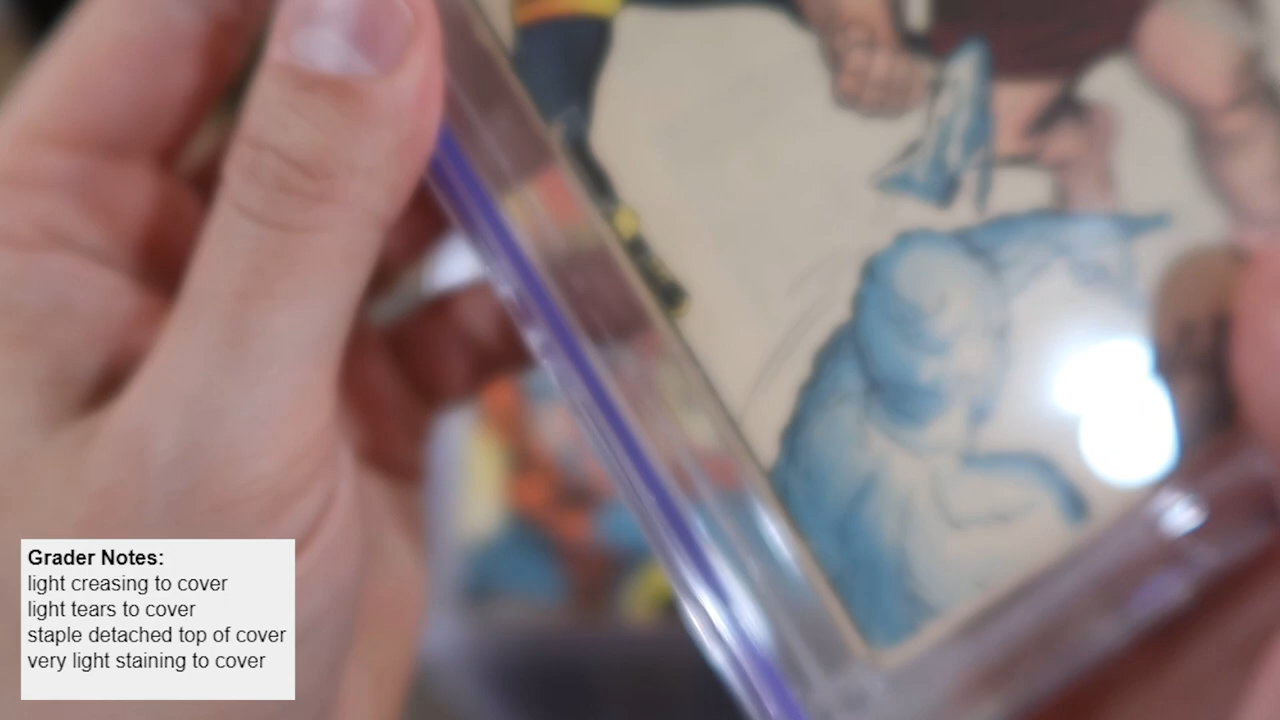 Grader Notes:
light creasing to cover
light tears to cover
staple detached top of cover
very light staining to cover